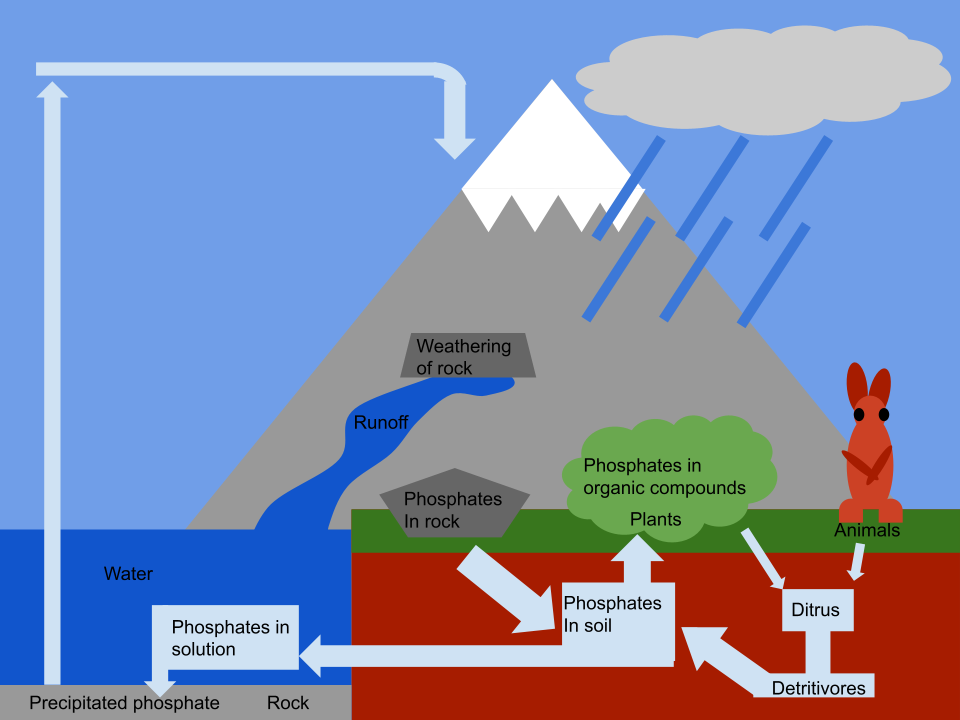 Weathering
of rock
Runoff
Phosphates in
organic compounds
Plants
Phosphates
In rock
Animals
Water
Phosphates
In soil
Ditrus
Phosphates in
solution
Detritivores
Precipitated phosphate
Rock